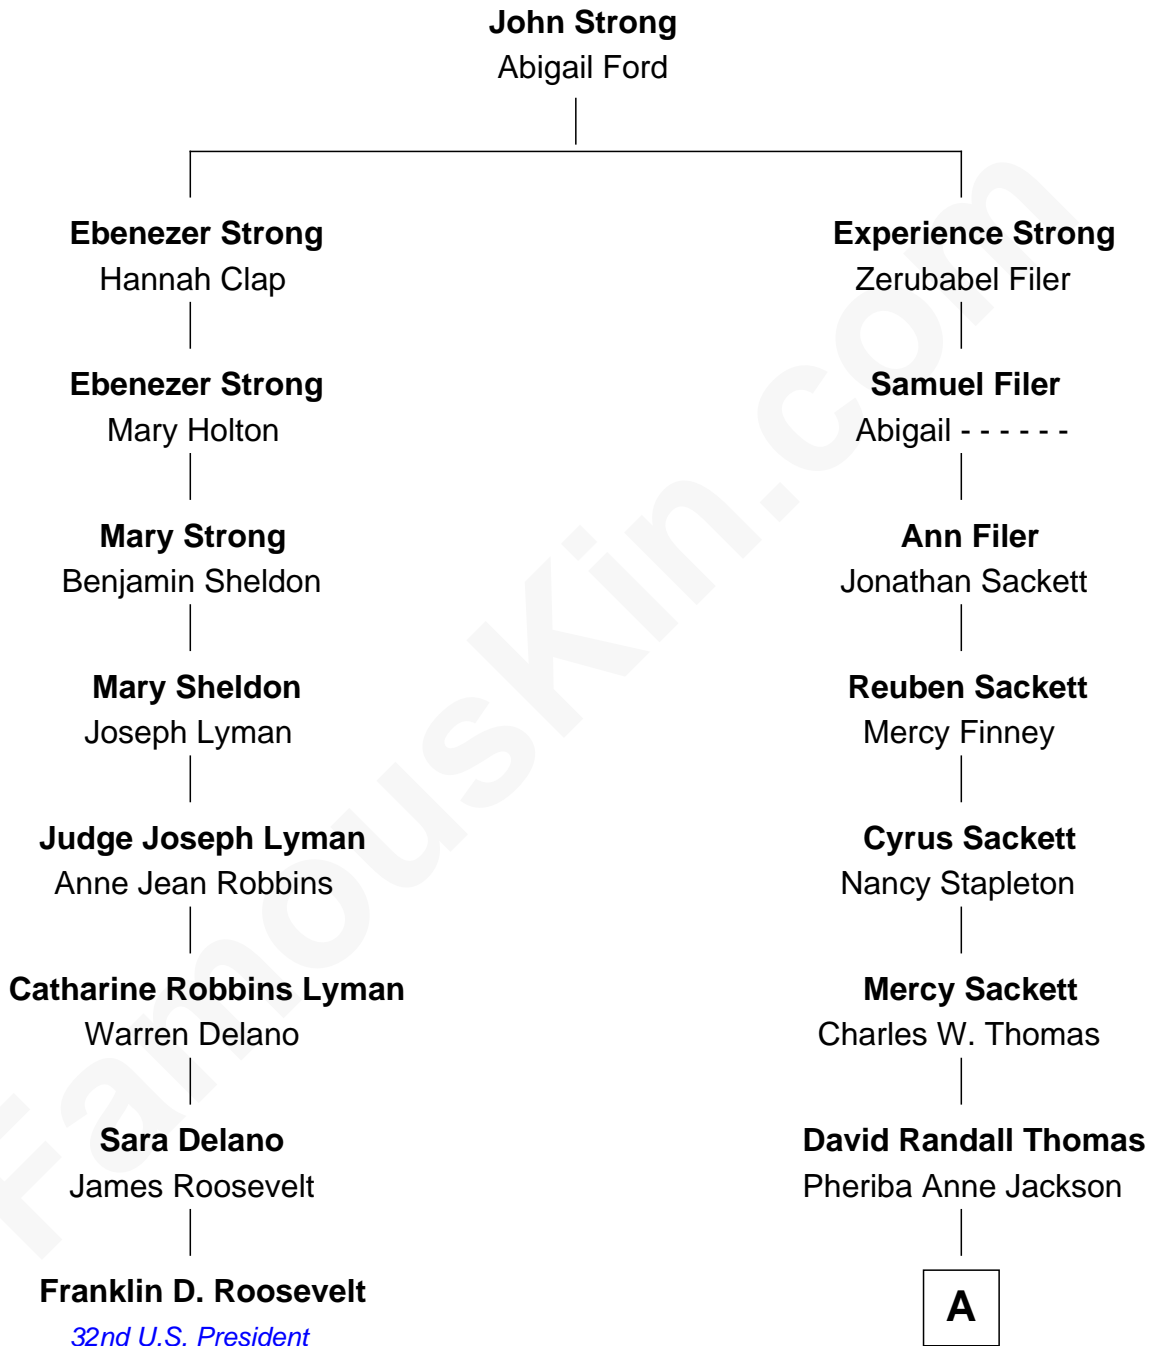 John Strong
Abigail Ford
Ebenezer Strong
Hannah Clap
Experience Strong
Zerubabel Filer
Ebenezer Strong
Mary Holton
Samuel Filer
Abigail - - - - - -
Mary Strong
Benjamin Sheldon
Ann Filer
Jonathan Sackett
Mary Sheldon
Joseph Lyman
Reuben Sackett
Mercy Finney
Judge Joseph Lyman
Anne Jean Robbins
Cyrus Sackett
Nancy Stapleton
Catharine Robbins Lyman
Warren Delano
Mercy Sackett
Charles W. Thomas
Sara Delano
James Roosevelt
David Randall Thomas
Pheriba Anne Jackson
Franklin D. Roosevelt
32nd U.S. President
A
FamousKin.com